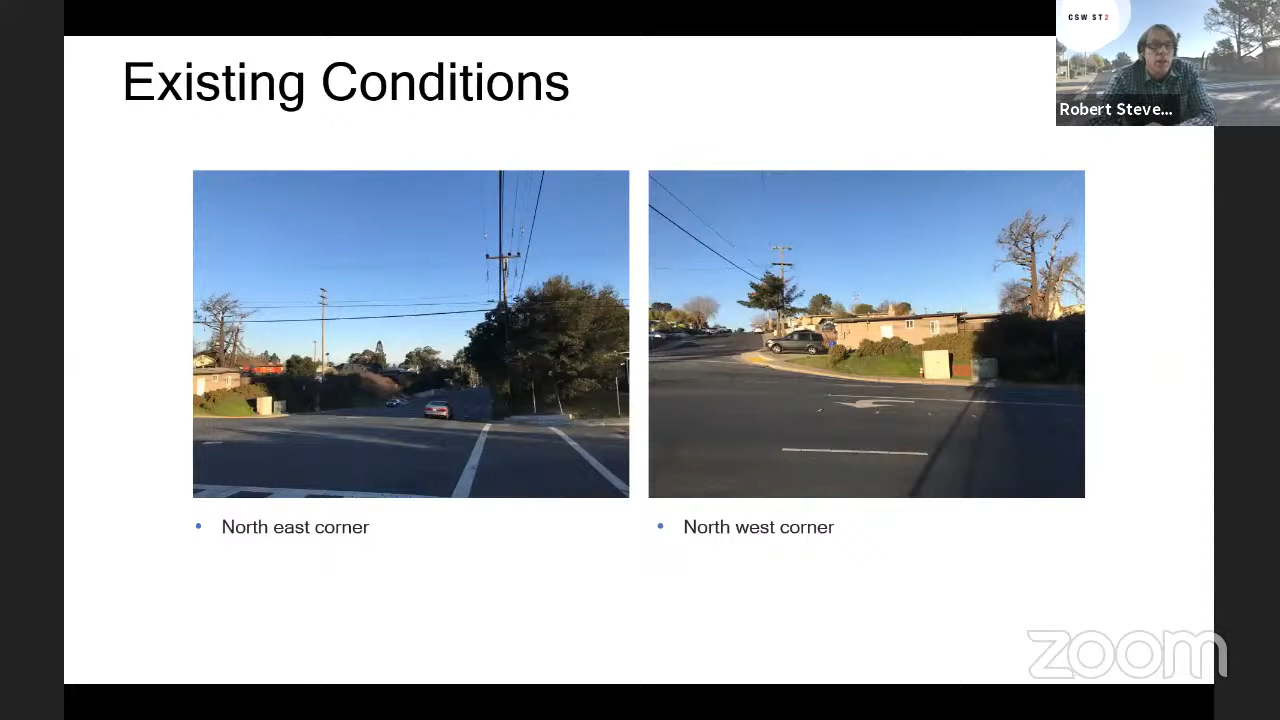 CSW ST2
Existing Conditions
Robert Steve...
• North east corner
• North west corner
zoom